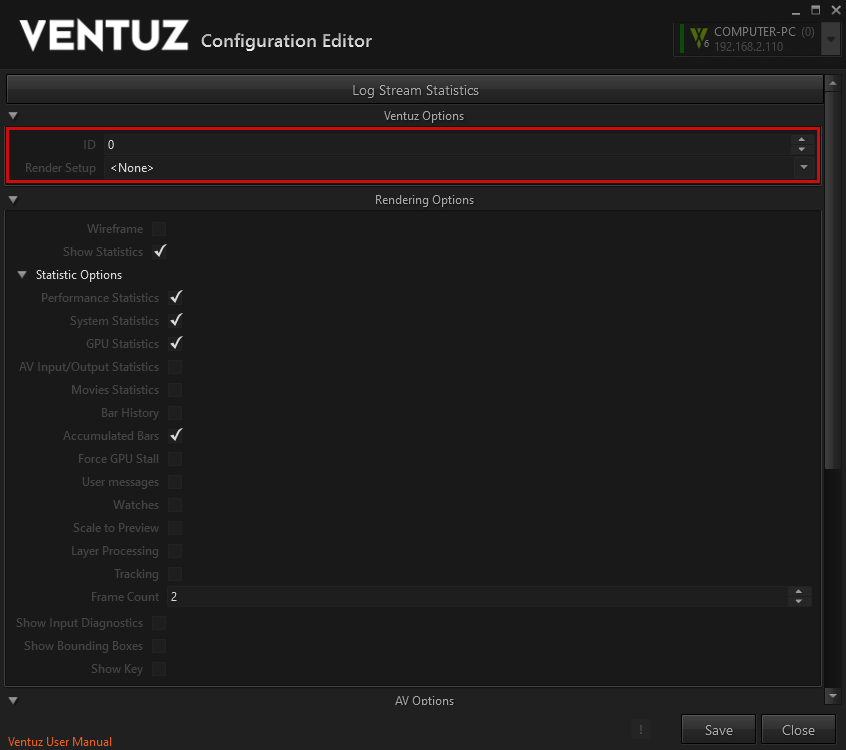 VENTUZ Configuration Editor
COMPUTER-PC (0)
6 192.168.2.110
Log Stream Statistics
Ventuz Options
ID 0
Render Setup <None>
Rendering Options
Wireframe
Show Statistics
Statistic Options
Performance Statistics
System Statistics
GPU Statistics
AV Input/Output Statistics
Movies Statistics
Bar History
Accumulated Bars
Force GPU Stall
User messages
Watches
Scale to Preview
Layer Processing
Tracking
Frame Count 2
Show Input Diagnostics
Show Bounding Boxes
Show Key
AV Options
! Save Close
Ventuz User Manual